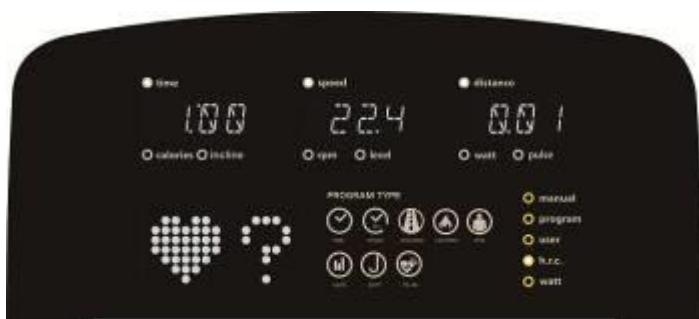 time speed distance
1:00 22.4 0.01
calories incline rpm level watt pulse
PROGRAM TYPE
manual
program
user
h.r.c.
watt
?